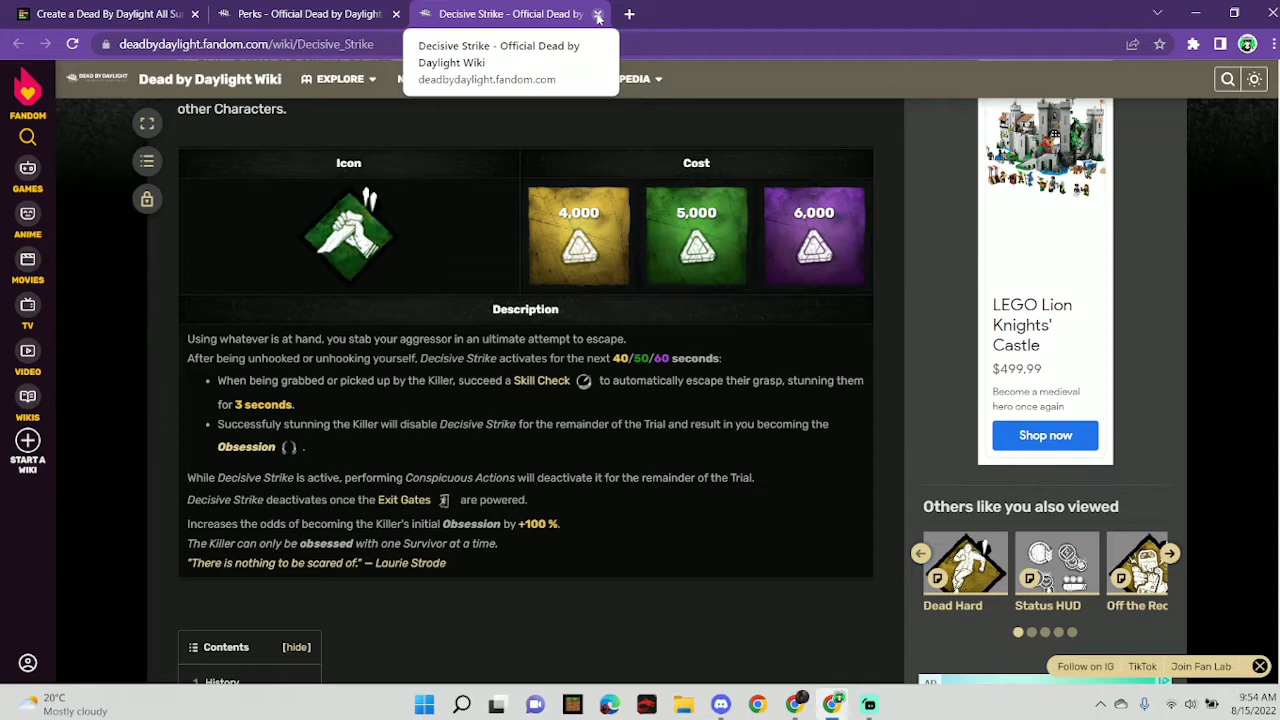 Dead by Daylight All Su
Perks - Official Dead by Dayligh
Decisive Strike - Official Dead by
deadbydaylight.fandom.com/wiki/Decisive_Strike
Decisive Strike - Official Dead by
Daylight Wiki
deadbydaylight.fandom.com
DEAD BY DAYLIGHT
Dead by Daylight Wiki
EXPLORE
PEDIA
FANDOM
GAMES
ANIME
MOVIES
TV
VIDEO
WIKIS
START A
WIKI
other Characters.
Icon
Cost
4,000
5,000
6,000
Description
Using whatever is at hand, you stab your aggressor in an ultimate attempt to escape.
After being unhooked or unhooking yourself, Decisive Strike activates for the next 40/50/60 seconds:
• When being grabbed or picked up by the Killer, succeed a Skill Check to automatically escape their grasp, stunning them
for 3 seconds.
• Successfuly stunning the Killer will disable Decisive Strike for the remainder of the Trial and result in you becoming the
Obsession .
While Decisive Strike is active, performing Conspicuous Actions will deactivate it for the remainder of the Trial.
Decisive Strike deactivates once the Exit Gates are powered.
Increases the odds of becoming the Killer's initial Obsession by +100 %.
The Killer can only be obsessed with one Survivor at a time.
"There is nothing to be scared of." — Laurie Strode
Contents [hide]
1 History
LEGO Lion
Knights'
Castle
$499.99
Become a medieval
hero once again
Shop now
Others like you also viewed
Dead Hard
Status HUD
Off the Rec
Follow on IG
TikTok
Join Fan Lab
AD
20°C
Mostly cloudy
9:54 AM
8/15/2022